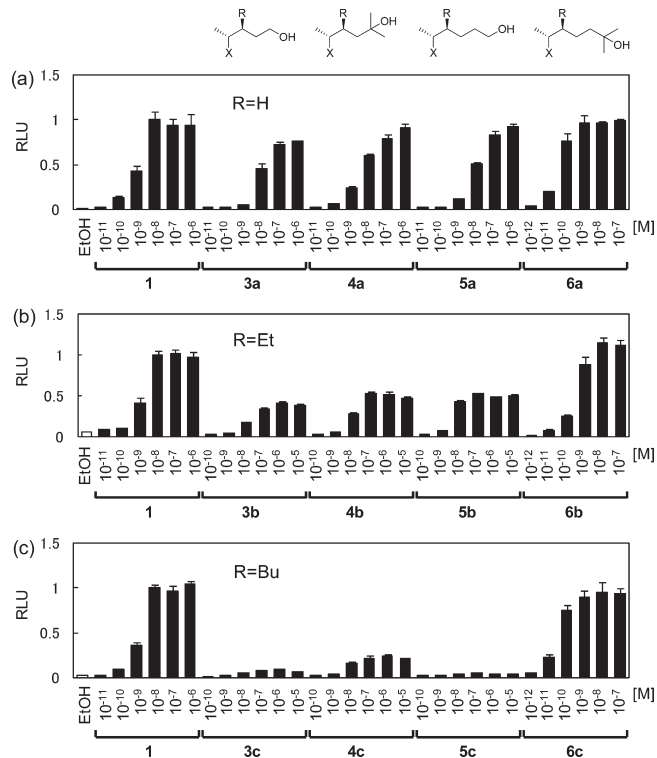 R R R R
OH OH OH
X X X X OH
(a)
R=H
RLU
1.5
1
0.5
0
EtOH 10-11 10-10 10-9 10-8 10-7 10-6 10-11 10-10 10-9 10-8 10-7 10-6 10-11 10-10 10-9 10-8 10-7 10-6 10-11 10-10 10-9 10-8 10-7 10-6 10-12 10-11 10-10 10-9 10-8 10-7 [M]
1 3a 4a 5a 6a
(b)
R=Et
RLU
1.5
1
0.5
0
EtOH 10-11 10-10 10-9 10-8 10-7 10-6 10-10 10-9 10-8 10-7 10-6 10-5 10-10 10-9 10-8 10-7 10-6 10-5 10-10 10-9 10-8 10-7 10-6 10-5 10-12 10-11 10-10 10-9 10-8 10-7 [M]
1 3b 4b 5b 6b
(c)
R=Bu
RLU
1.5
1
0.5
0
EtOH 10-11 10-10 10-9 10-8 10-7 10-6 10-10 10-9 10-8 10-7 10-6 10-5 10-10 10-9 10-8 10-7 10-6 10-5 10-10 10-9 10-8 10-7 10-6 10-5 10-12 10-11 10-10 10-9 10-8 10-7 [M]
1 3c 4c 5c 6c